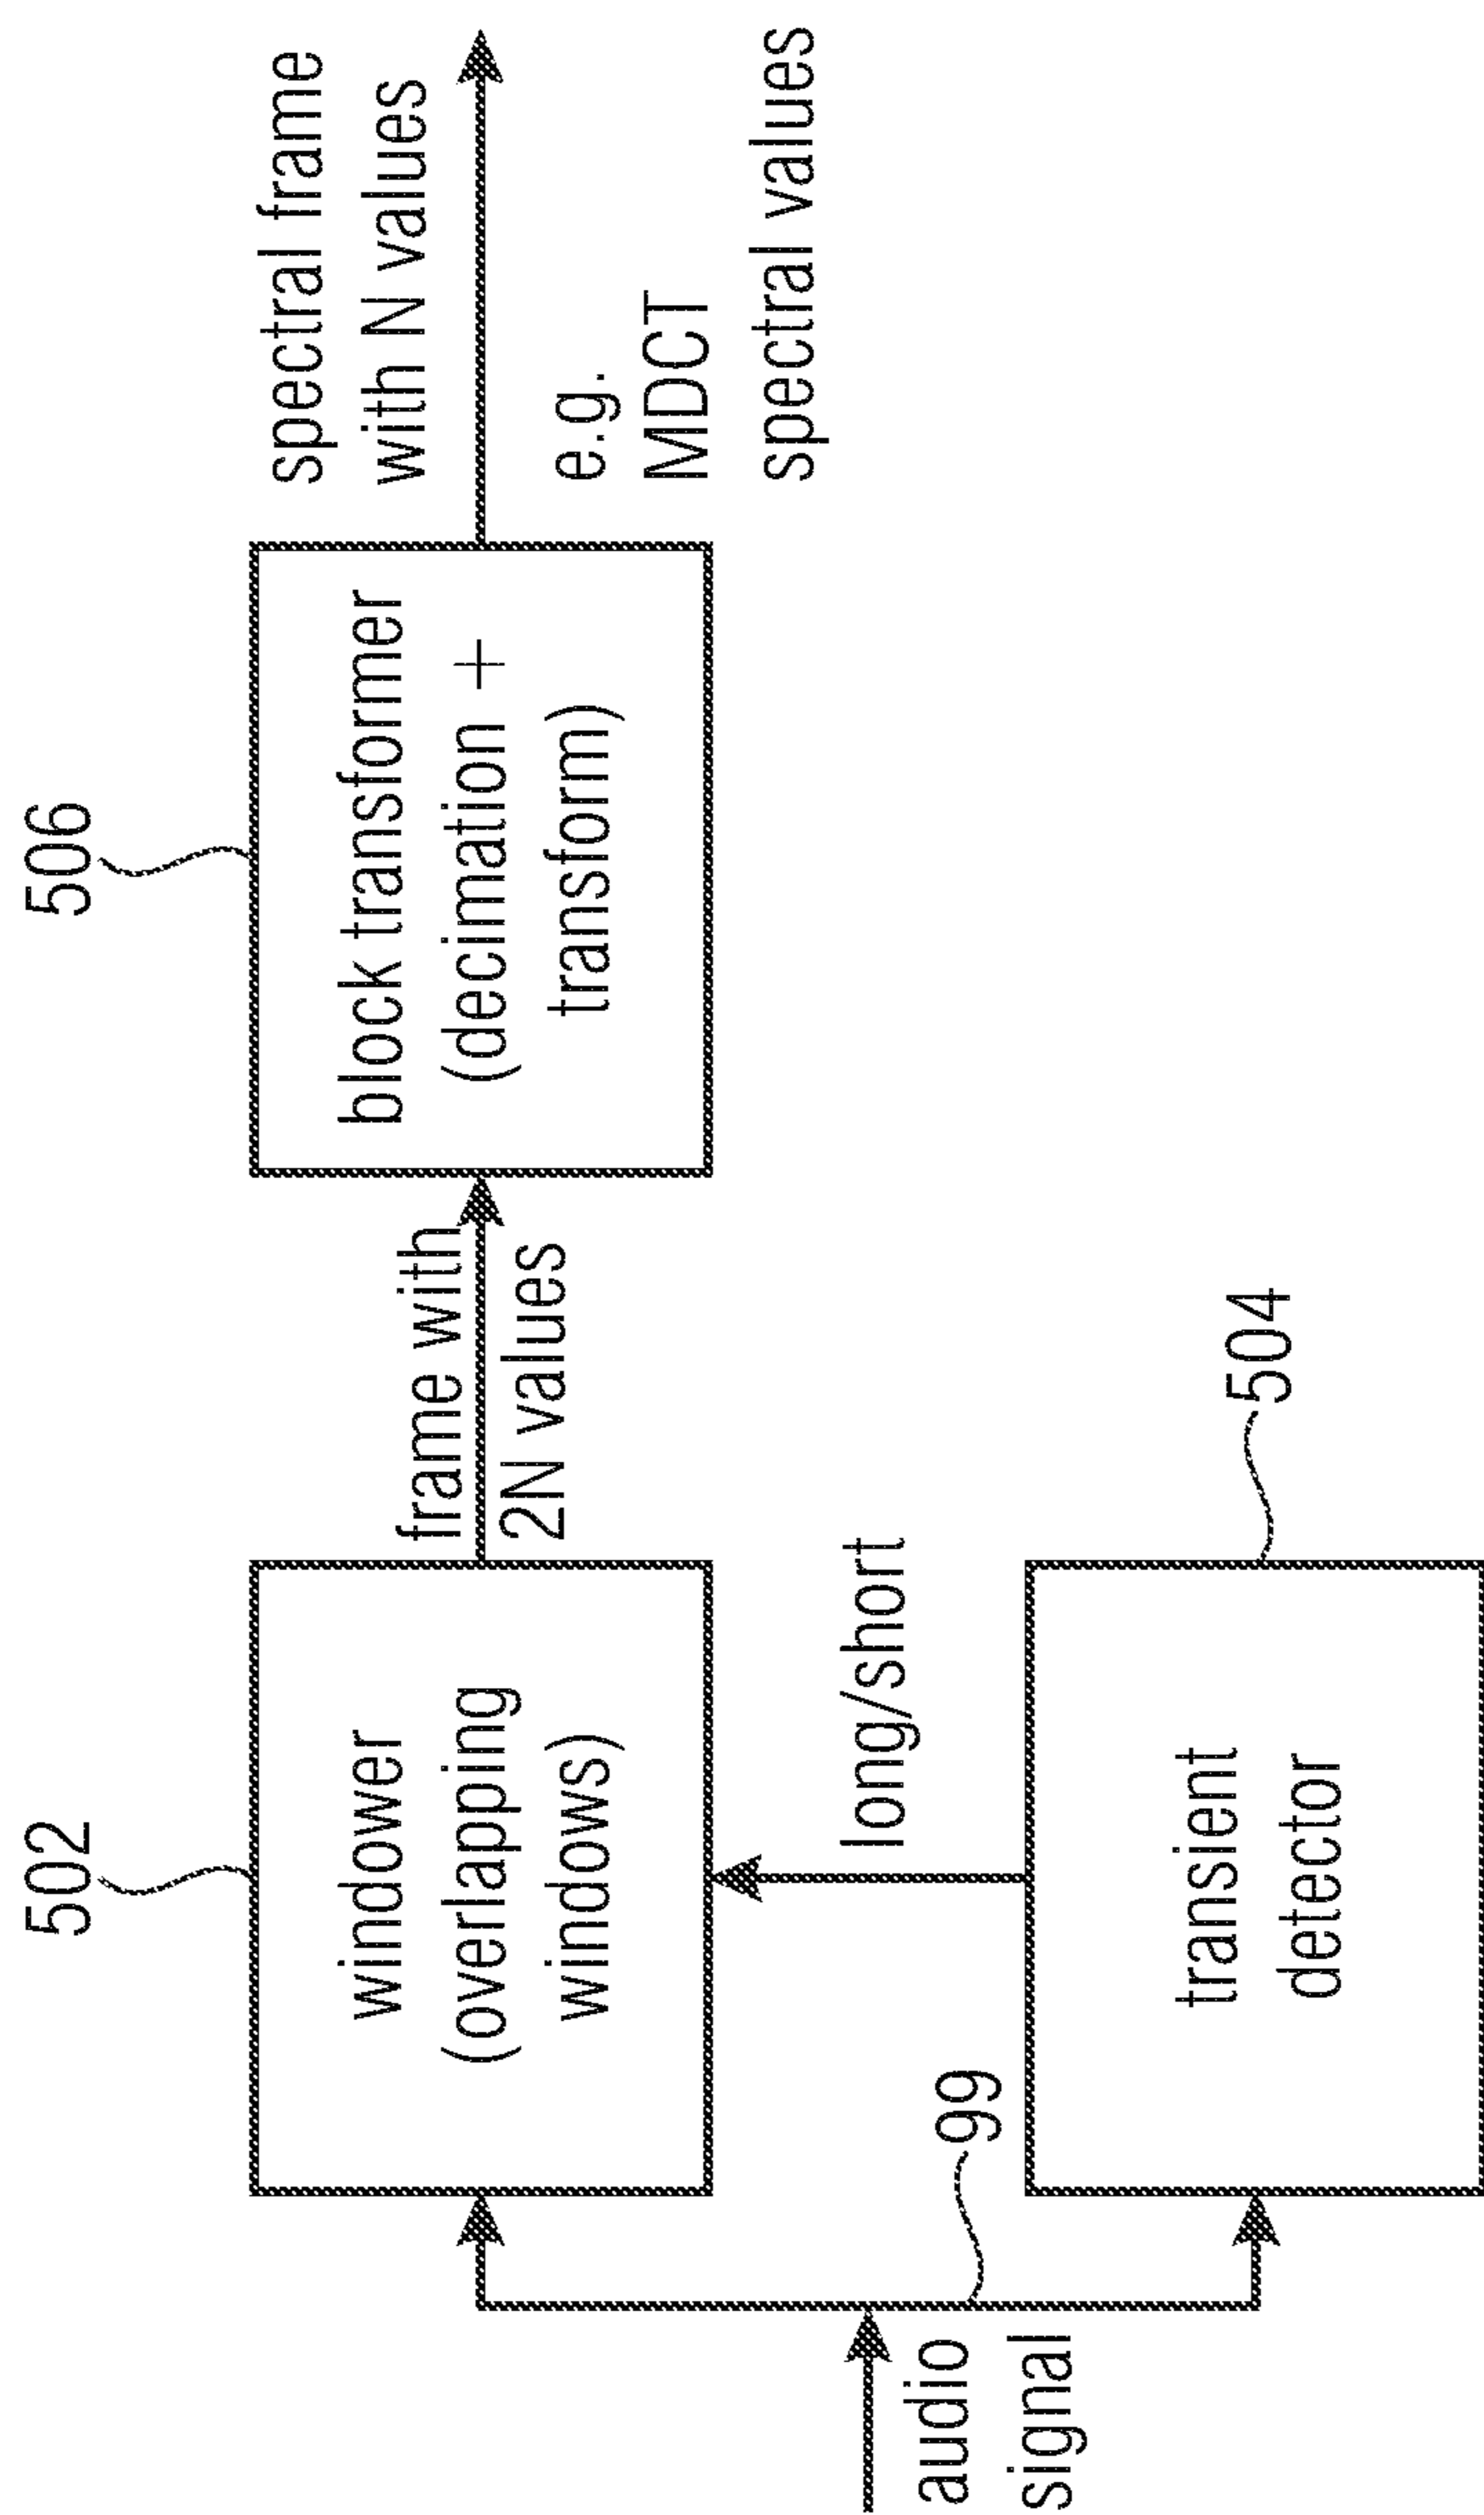 502
506
windower
(overlapping
windows)
frame with
2N values
block transformer
(decimation +
transform)
spectral frame
with N values
e.g.
MDCT
spectral values
long/short
99
audio
signal
transient
detector
504